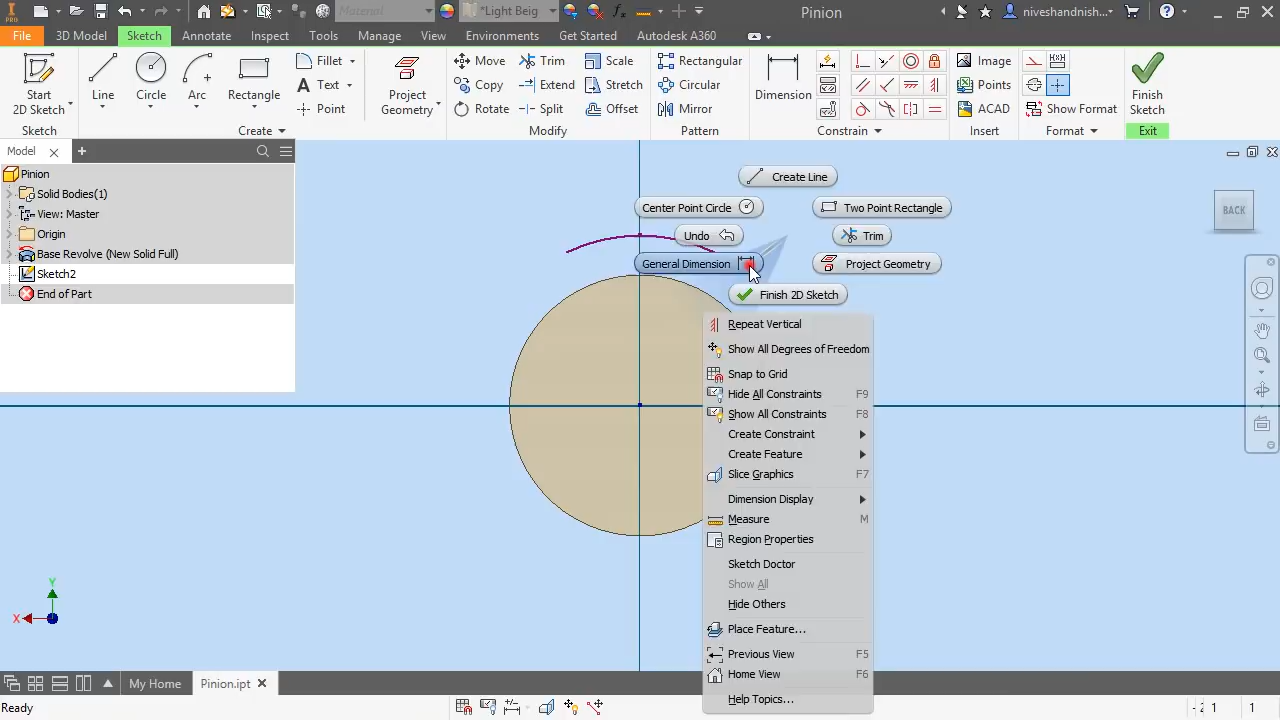 PRO
Material
*Light Beig
Pinion
niveshandnish...
File
3D Model
Sketch
Annotate
Inspect
Tools
Manage
View
Environments
Get Started
Autodesk A360
Start
2D Sketch
Line
Circle
Arc
Rectangle
Fillet
Text
Point
Project
Geometry
Move
Copy
Rotate
Trim
Extend
Split
Scale
Stretch
Offset
Rectangular
Circular
Mirror
Dimension
Image
Points
ACAD
Show Format
Finish
Sketch
Sketch
Create
Modify
Pattern
Constrain
Insert
Format
Exit
Model
Pinion
Solid Bodies(1)
View: Master
Origin
Base Revolve (New Solid Full)
Sketch2
End of Part
Create Line
Center Point Circle
Two Point Rectangle
Undo
Trim
General Dimension
Project Geometry
Finish 2D Sketch
BACK
Repeat Vertical
Show All Degrees of Freedom
Snap to Grid
Hide All Constraints F9
Show All Constraints F8
Create Constraint
Create Feature
Slice Graphics F7
Dimension Display
Measure M
Region Properties
Sketch Doctor
Show All
Hide Others
Place Feature...
Previous View F5
Home View F6
Help Topics...
Y
X
My Home
Pinion.ipt
Ready
1 1